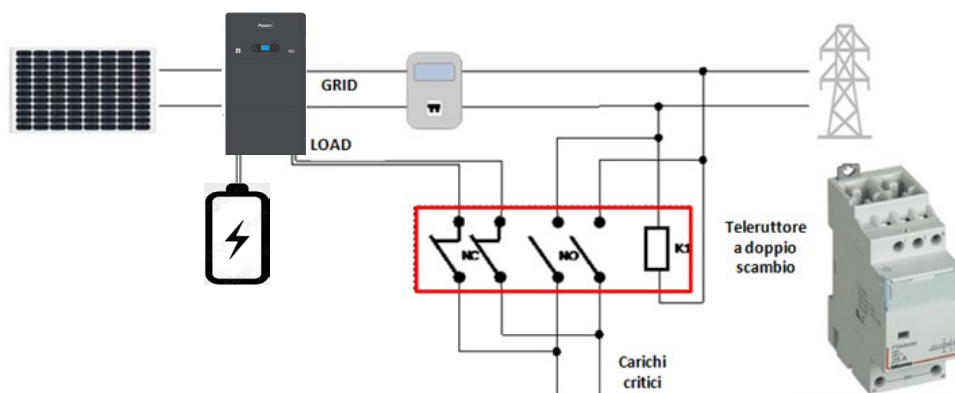 GRID
LOAD
NC
NO
K1
Teleruttore
a doppio
scambio
Carichi
critici